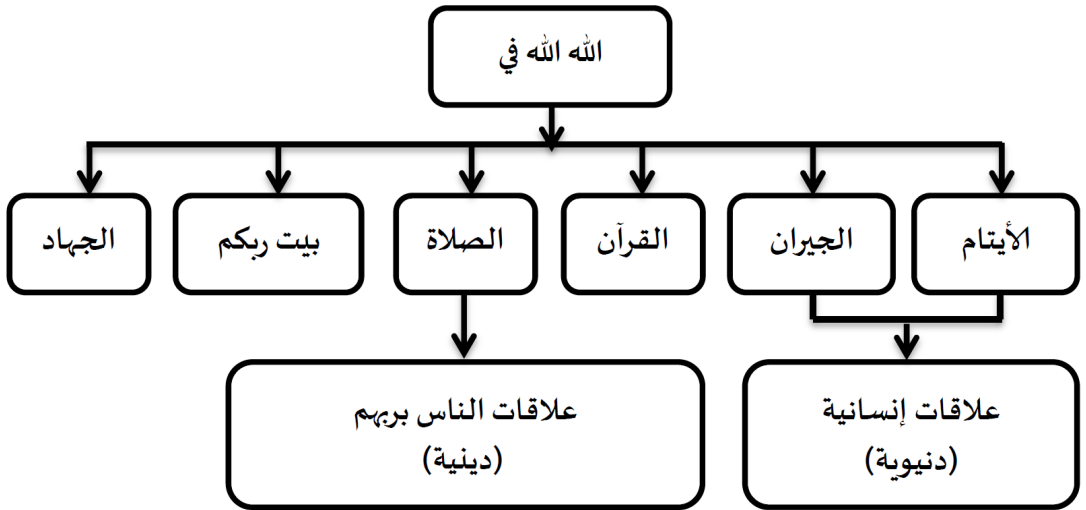 الله الله في
الأيتام
الجيران
القرآن
الصلاة
بيت ربكم
الجهاد
علاقات إنسانية
(دنيوية)
علاقات الناس بربهم
(دينية)